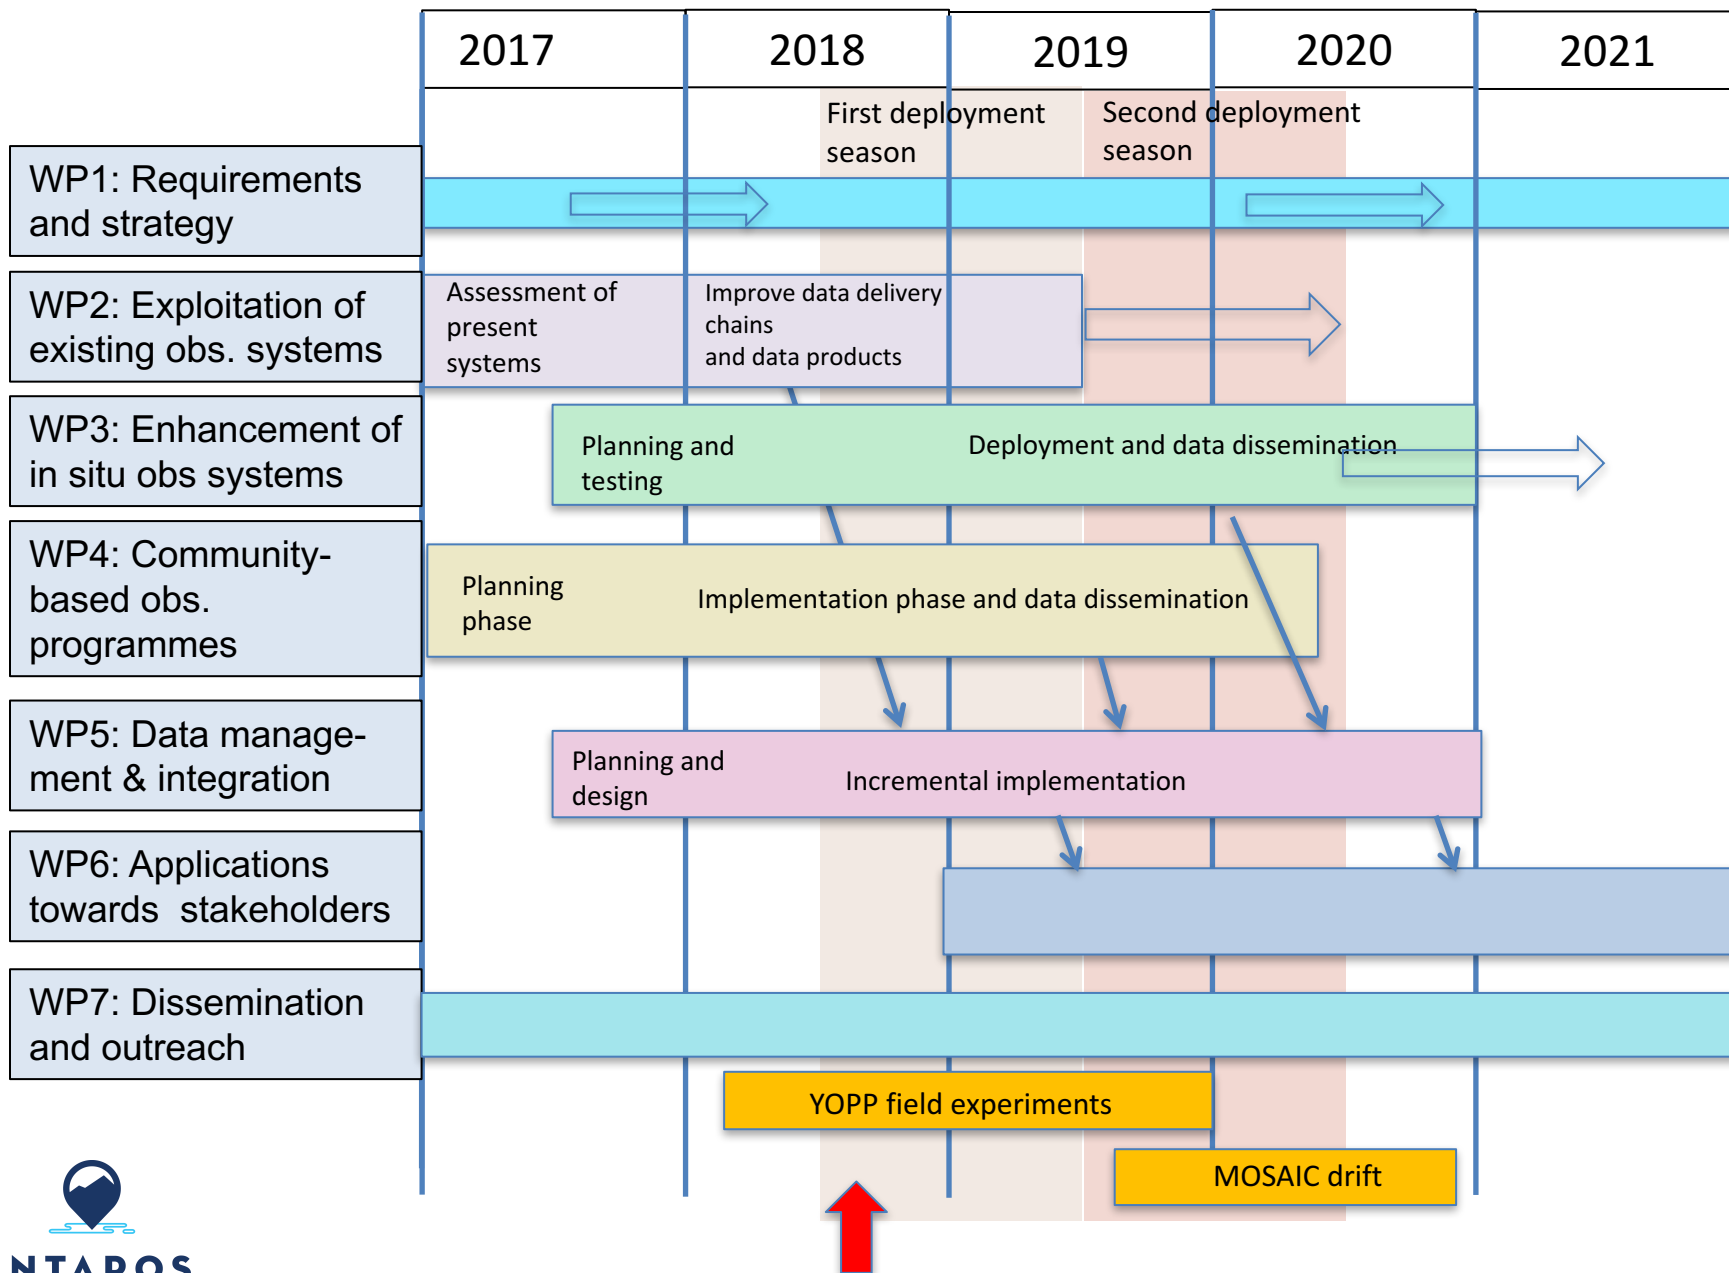 2017 2018 2019 2020 2021
First deployment
season
Second deployment
season
WP1: Requirements
and strategy
WP2: Exploitation of
existing obs. systems
Assessment of
present
systems
Improve data delivery
chains
and data products
WP3: Enhancement of
in situ obs systems
Planning and
testing
Deployment and data dissemination
WP4: Community-
based obs.
programmes
Planning
phase
Implementation phase and data dissemination
WP5: Data manage-
ment & integration
Planning and
design
Incremental implementation
WP6: Applications
towards  stakeholders
WP7: Dissemination
and outreach
YOPP field experiments
MOSAIC drift
NTAROS